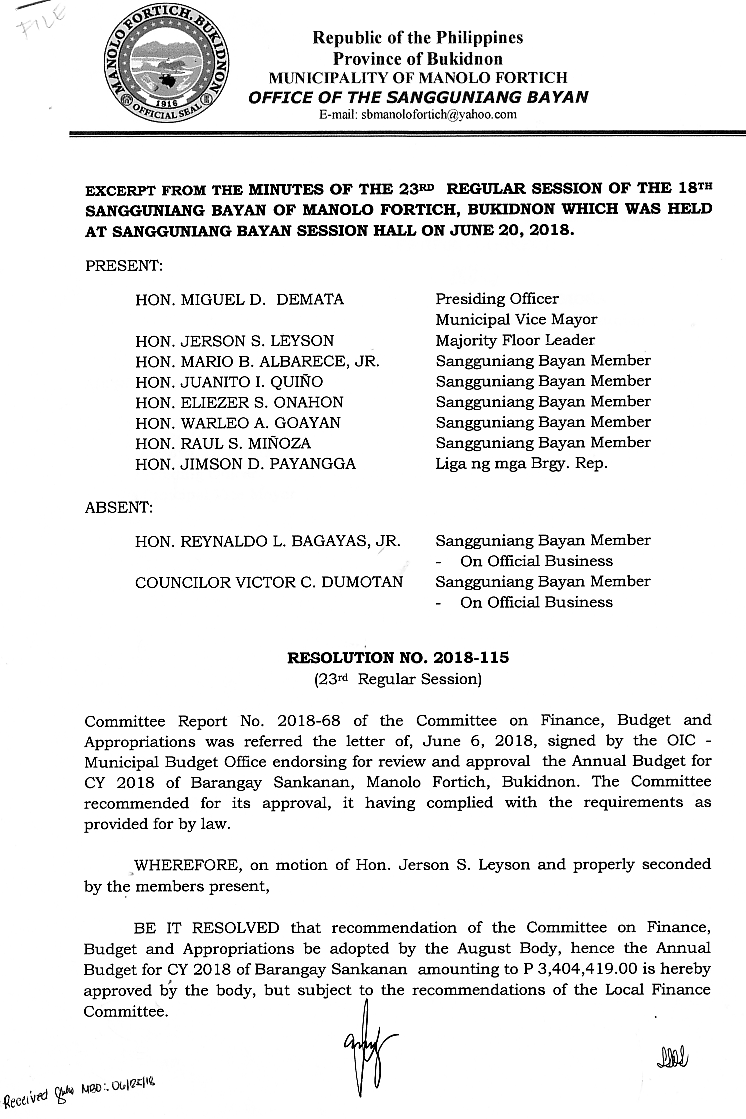 FILE
MANOLO FORTICH, BUKIDNON
1916
OFFICIAL SEAL
Republic of the Philippines
Province of Bukidnon
MUNICIPALITY OF MANOLO FORTICH
OFFICE OF THE SANGGUNIANG BAYAN
E-mail: sbmanolofortich@yahoo.com
EXCERPT FROM THE MINUTES OF THE 23RD REGULAR SESSION OF THE 18TH
SANGGUNIANG BAYAN OF MANOLO FORTICH, BUKIDNON WHICH WAS HELD
AT SANGGUNIANG BAYAN SESSION HALL ON JUNE 20, 2018.
PRESENT:
HON. MIGUEL D. DEMATA Presiding Officer
Municipal Vice Mayor
HON. JERSON S. LEYSON Majority Floor Leader
HON. MARIO B. ALBARECE, JR. Sangguniang Bayan Member
HON. JUANITO I. QUIÑO Sangguniang Bayan Member
HON. ELIEZER S. ONAHON Sangguniang Bayan Member
HON. WARLEO A. GOAYAN Sangguniang Bayan Member
HON. RAUL S. MIÑOZA Sangguniang Bayan Member
HON. JIMSON D. PAYANGGA Liga ng mga Brgy. Rep.
ABSENT:
HON. REYNALDO L. BAGAYAS, JR. Sangguniang Bayan Member
- On Official Business
COUNCILOR VICTOR C. DUMOTAN Sangguniang Bayan Member
- On Official Business
RESOLUTION NO. 2018-115
(23rd Regular Session)
Committee Report No. 2018-68 of the Committee on Finance, Budget and
Appropriations was referred the letter of, June 6, 2018, signed by the OIC -
Municipal Budget Office endorsing for review and approval the Annual Budget for
CY 2018 of Barangay Sankanan, Manolo Fortich, Bukidnon. The Committee
recommended for its approval, it having complied with the requirements as
provided for by law.
WHEREFORE, on motion of Hon. Jerson S. Leyson and properly seconded
by the members present,
BE IT RESOLVED that recommendation of the Committee on Finance,
Budget and Appropriations be adopted by the August Body, hence the Annual
Budget for CY 2018 of Barangay Sankanan amounting to P 3,404,419.00 is hereby
approved by the body, but subject to the recommendations of the Local Finance
Committee.
Received MBO: